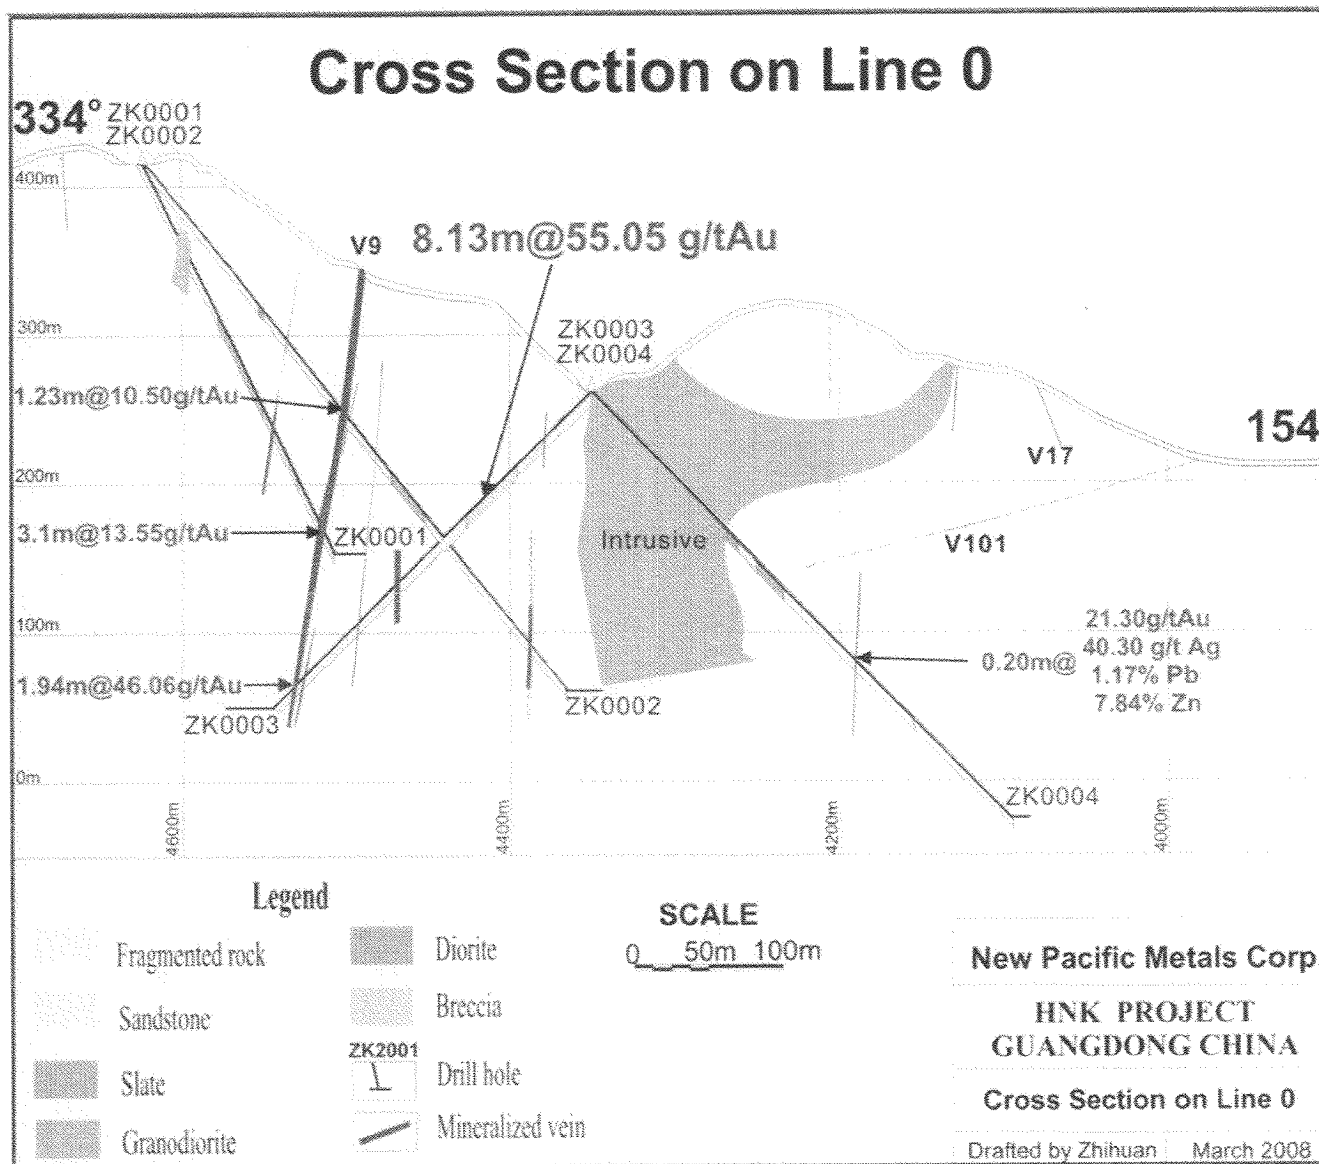 Cross Section on Line 0
334°
ZK0001
ZK0002
400m
V9
8.13m@55.05 g/tAu
300m
ZK0003
ZK0004
1.23m@10.50g/tAu
154
V17
200m
3.1m@13.55g/tAu
ZK0001
Intrusive
V101
100m
21.30g/tAu
0.20m@
40.30 g/t Ag
1.17% Pb
7.84% Zn
1.94m@46.06g/tAu
ZK0003
ZK0002
0m
ZK0004
4600m
4400m
4200m
4000m
Legend
Fragmented rock
Sandstone
Slate
Granodiorite
Diorite
Breccia
ZK2001
Drill hole
Mineralized vein
SCALE
0 50m 100m
New Pacific Metals Corp
HNK PROJECT
GUANGDONG CHINA
Cross Section on Line 0
Drafted by Zhihuan March 2008